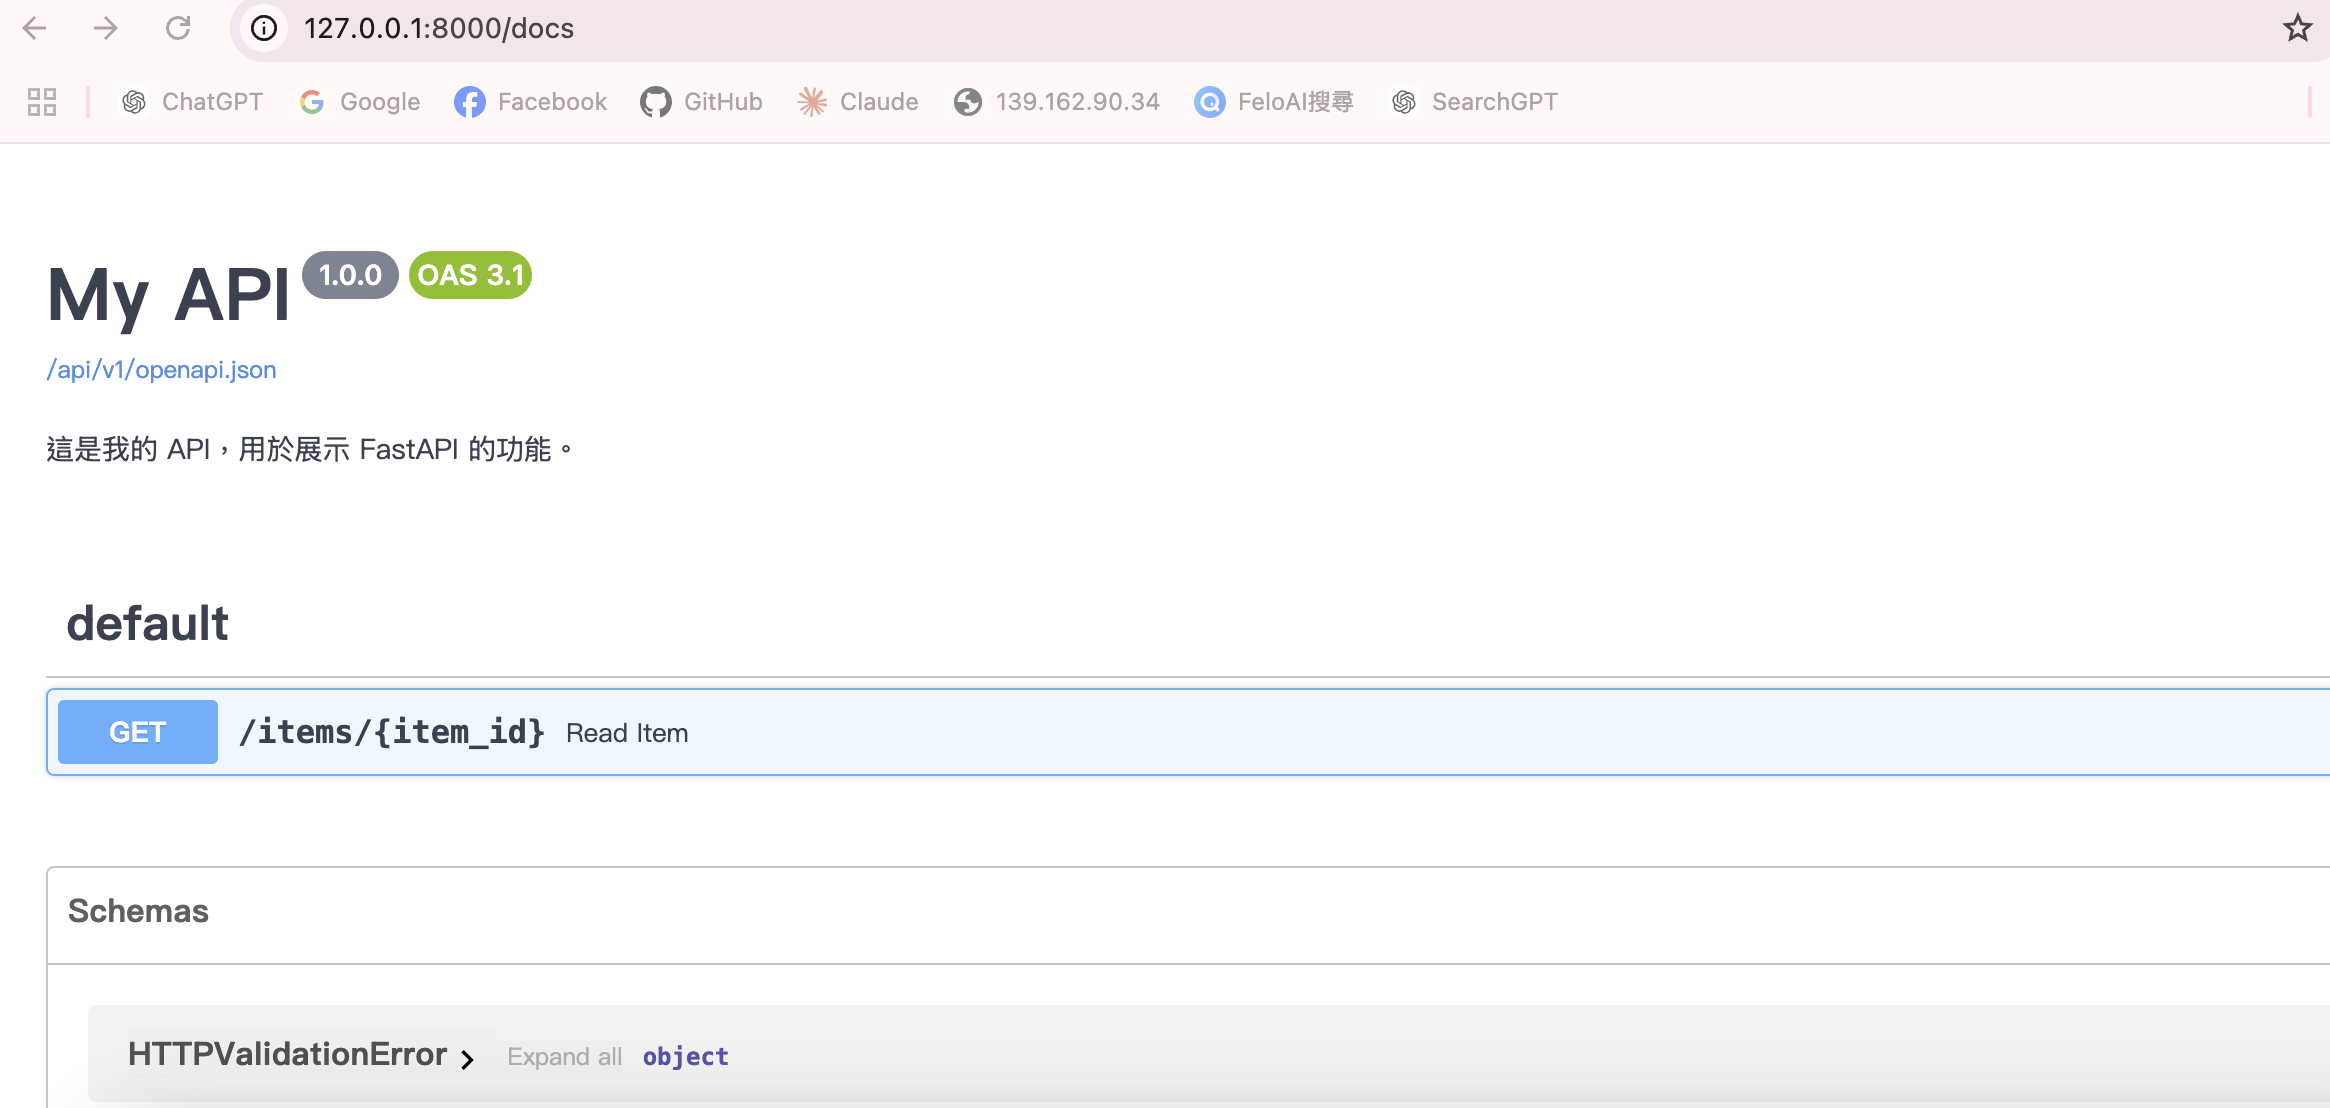 127.0.0.1:8000/docs
ChatGPT Google Facebook GitHub Claude 139.162.90.34 FeloAI搜尋 SearchGPT
My API 1.0.0 OAS 3.1
/api/v1/openapi.json
這是我的 API，用於展示 FastAPI 的功能。
default
GET /items/{item_id} Read Item
Schemas
HTTPValidationError Expand all object